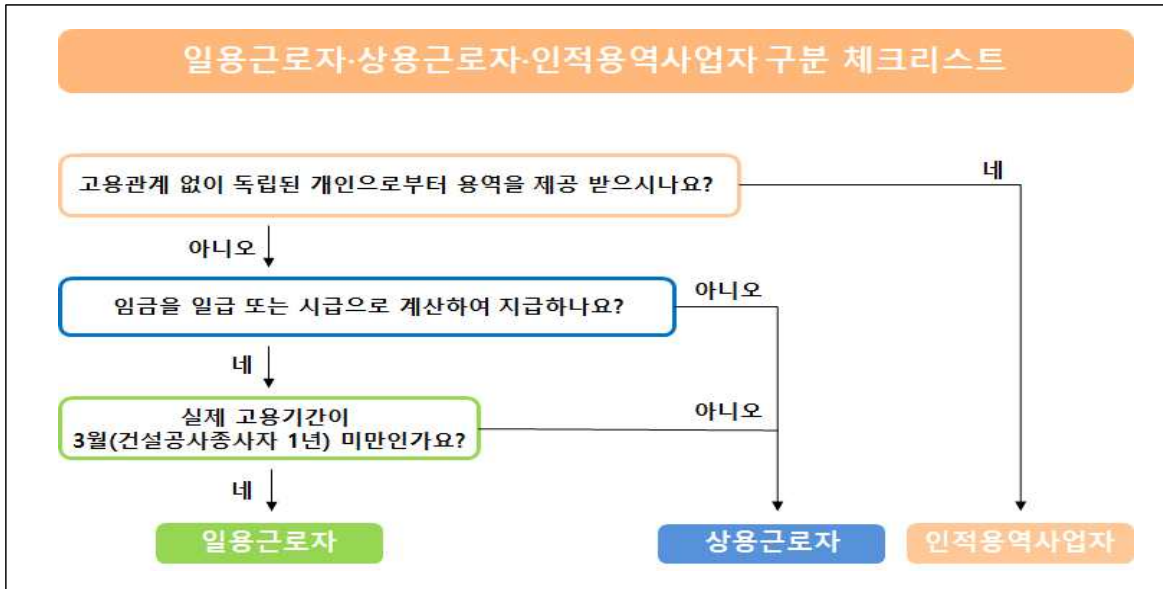 일용근로자·상용근로자·인적용역사업자 구분 체크리스트
고용관계 없이 독립된 개인으로부터 용역을 제공 받으시나요?
네
아니오
임금을 일급 또는 시급으로 계산하여 지급하나요?
아니오
네
실제 고용기간이
3월(건설공사종사자 1년) 미만인가요?
아니오
네
일용근로자
상용근로자
인적용역사업자